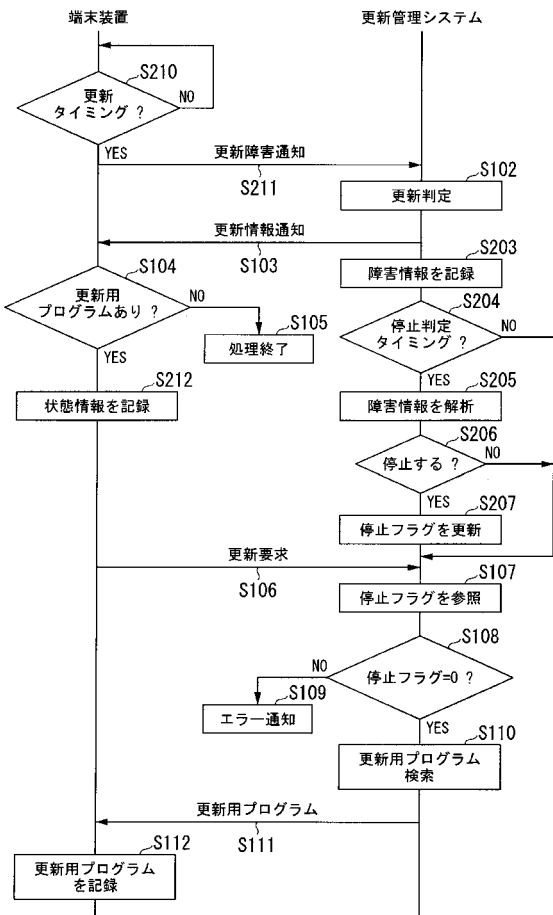 端末装置
更新管理システム
S210
更新
タイミング ?
NO
YES
更新障害通知
S211
S102
更新判定
更新情報通知
S103
S203
障害情報を記録
S104
更新用
プログラムあり ?
NO
YES
S105
処理終了
S204
停止判定
タイミング ?
NO
YES
S212
状態情報を記録
S205
障害情報を解析
S206
停止する ?
NO
YES
S207
停止フラグを更新
更新要求
S106
S107
停止フラグを参照
S108
停止フラグ=0 ?
NO
YES
S109
エラー通知
S110
更新用プログラム
検索
更新用プログラム
S111
S112
更新用プログラム
を記録